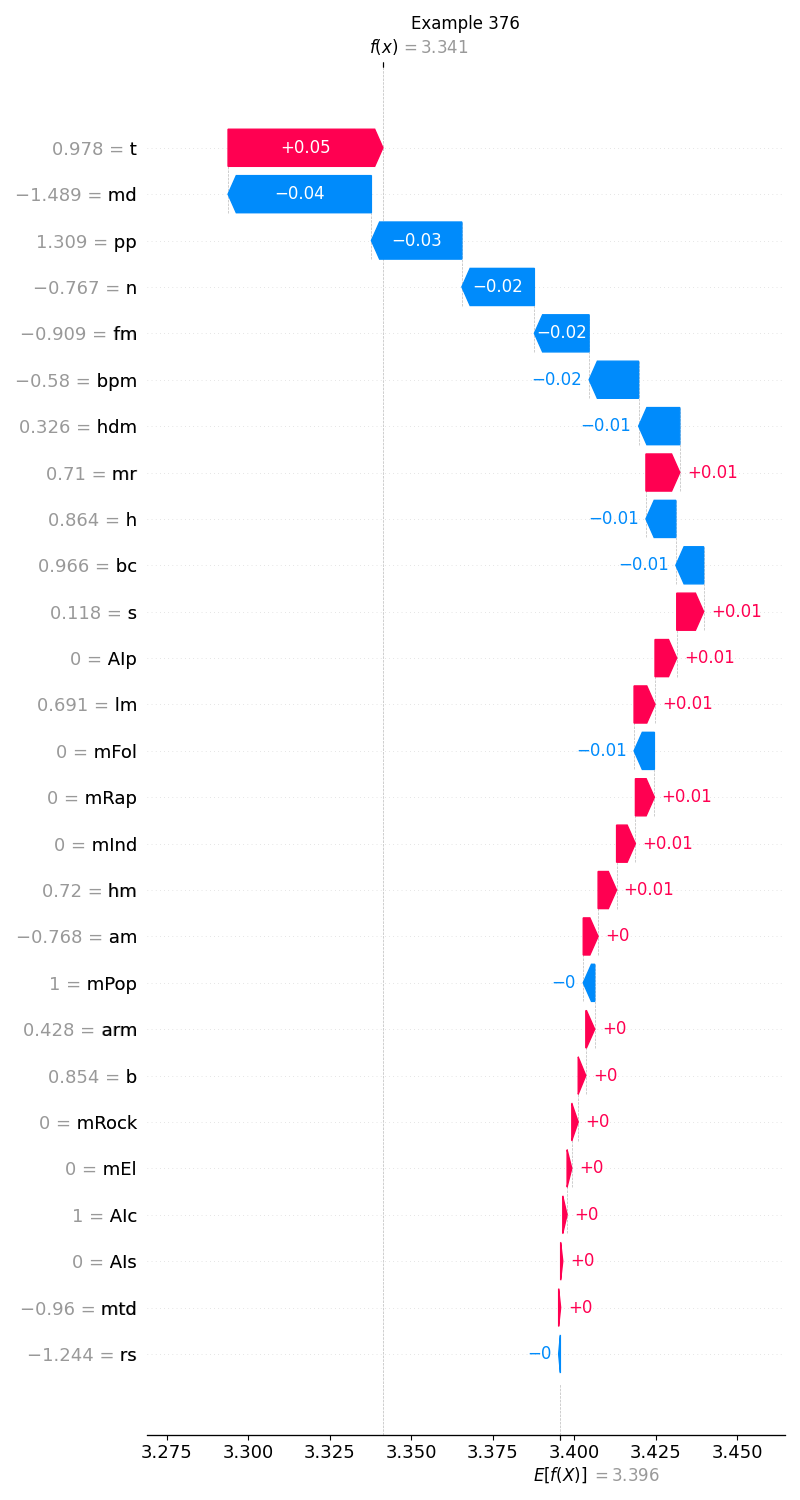 Example 376
f(x) = 3.341
0.978 = t +0.05
−1.489 = md −0.04
1.309 = pp −0.03
−0.767 = n −0.02
−0.909 = fm −0.02
−0.58 = bpm −0.02
0.326 = hdm −0.01
0.71 = mr +0.01
0.864 = h −0.01
0.966 = bc −0.01
0.118 = s +0.01
0 = AIp +0.01
0.691 = lm +0.01
0 = mFol −0.01
0 = mRap +0.01
0 = mInd +0.01
0.72 = hm +0.01
−0.768 = am +0
1 = mPop −0
0.428 = arm +0
0.854 = b +0
0 = mRock +0
0 = mEl +0
1 = AIc +0
0 = AIs +0
−0.96 = mtd +0
−1.244 = rs −0
3.275 3.300 3.325 3.350 3.375 3.400 3.425 3.450
E[f(X)] = 3.396